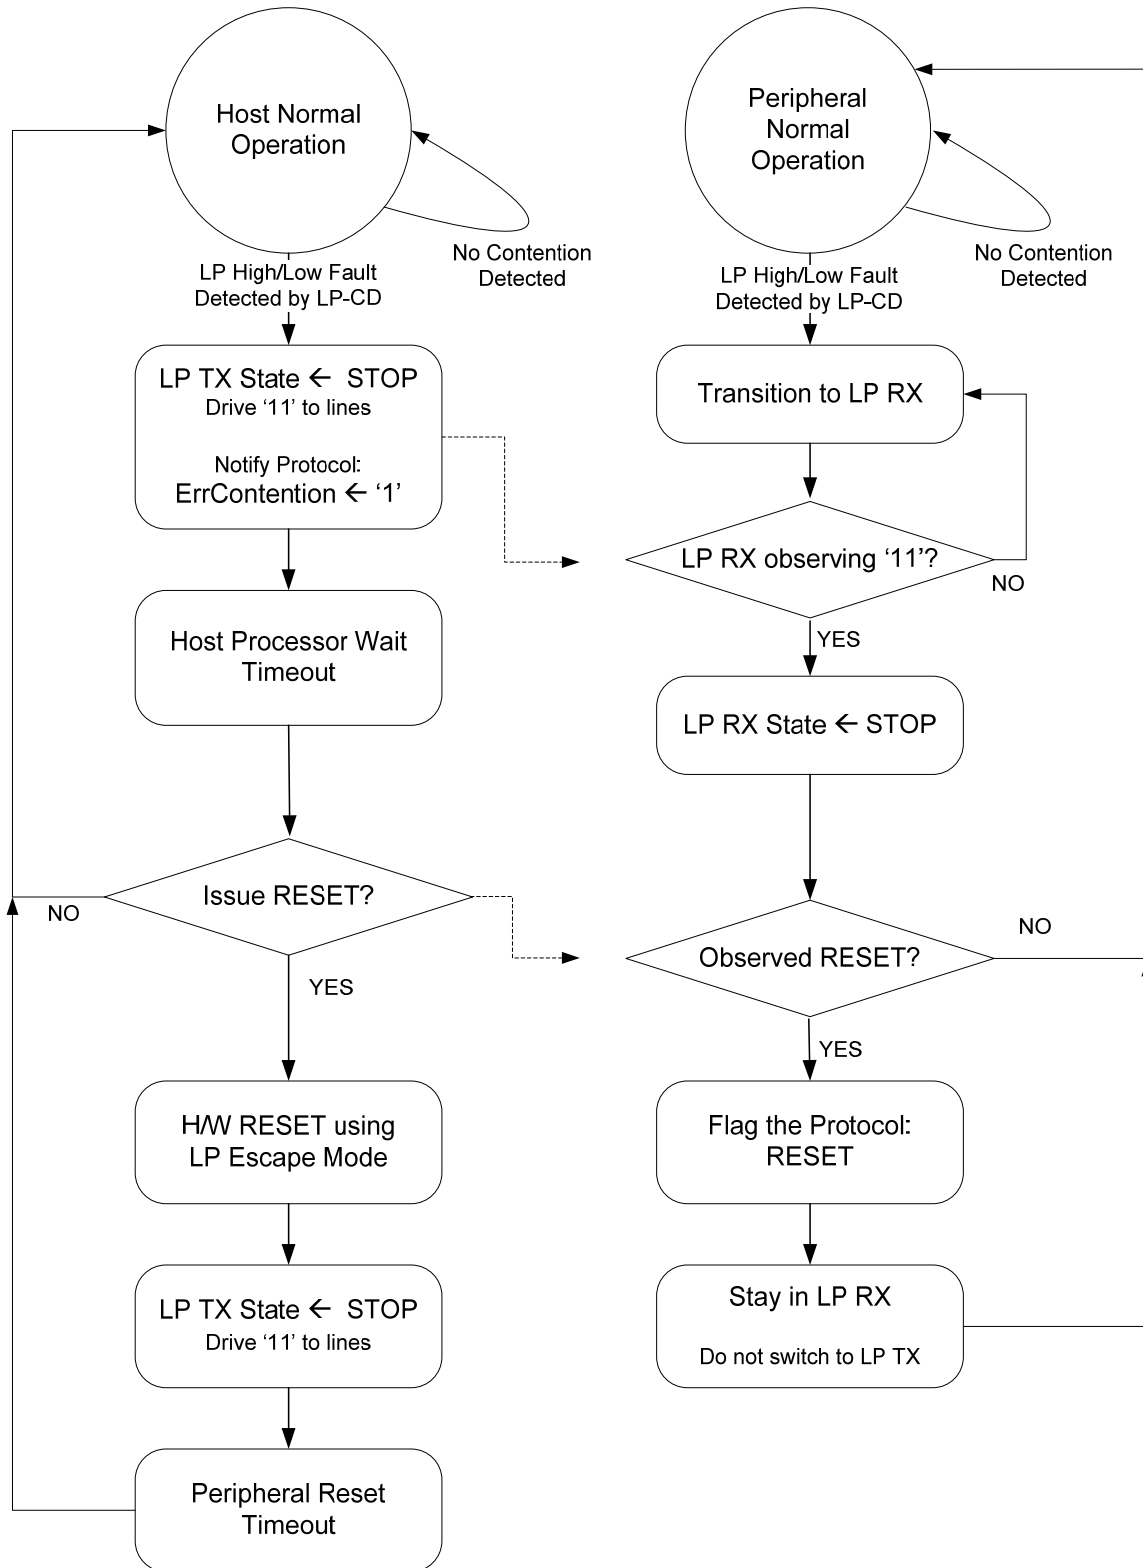 Host Normal
Operation
No Contention
Detected
LP High/Low Fault
Detected by LP-CD
LP TX State ← STOP
Drive ‘11’ to lines
Notify Protocol:
ErrContention ← ‘1’
Host Processor Wait
Timeout
Issue RESET?
NO
YES
H/W RESET using
LP Escape Mode
LP TX State ← STOP
Drive ‘11’ to lines
Peripheral Reset
Timeout
Peripheral
Normal
Operation
No Contention
Detected
LP High/Low Fault
Detected by LP-CD
Transition to LP RX
LP RX observing ‘11’?
NO
YES
LP RX State ← STOP
Observed RESET?
NO
YES
Flag the Protocol:
RESET
Stay in LP RX
Do not switch to LP TX